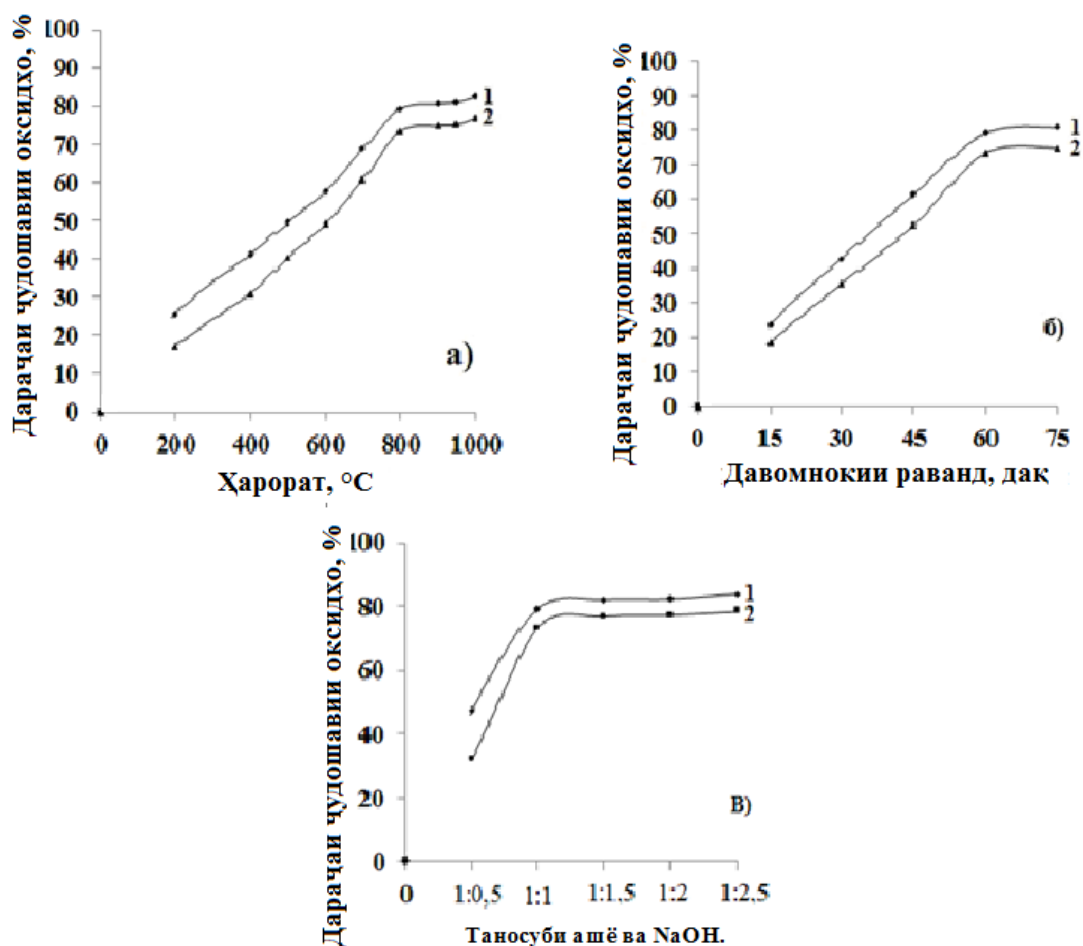 Дараҷаи ҷудошавии оксидҳо, %
100
90
80
70
60
50
40
30
20
10
0
1
2
а)
0 200 400 600 800 1000
Ҳарорат, °C
Дараҷаи ҷудошавии оксидҳо, %
100
90
80
70
60
50
40
30
20
10
0
1
2
б)
0 15 30 45 60 75
Давомнокии раванд, дақ
Дараҷаи ҷудошавии оксидҳо, %
100
80
60
40
20
0
1
2
в)
0 1:0,5 1:1 1:1,5 1:2 1:2,5
Таносуби ашё ва NaOH.